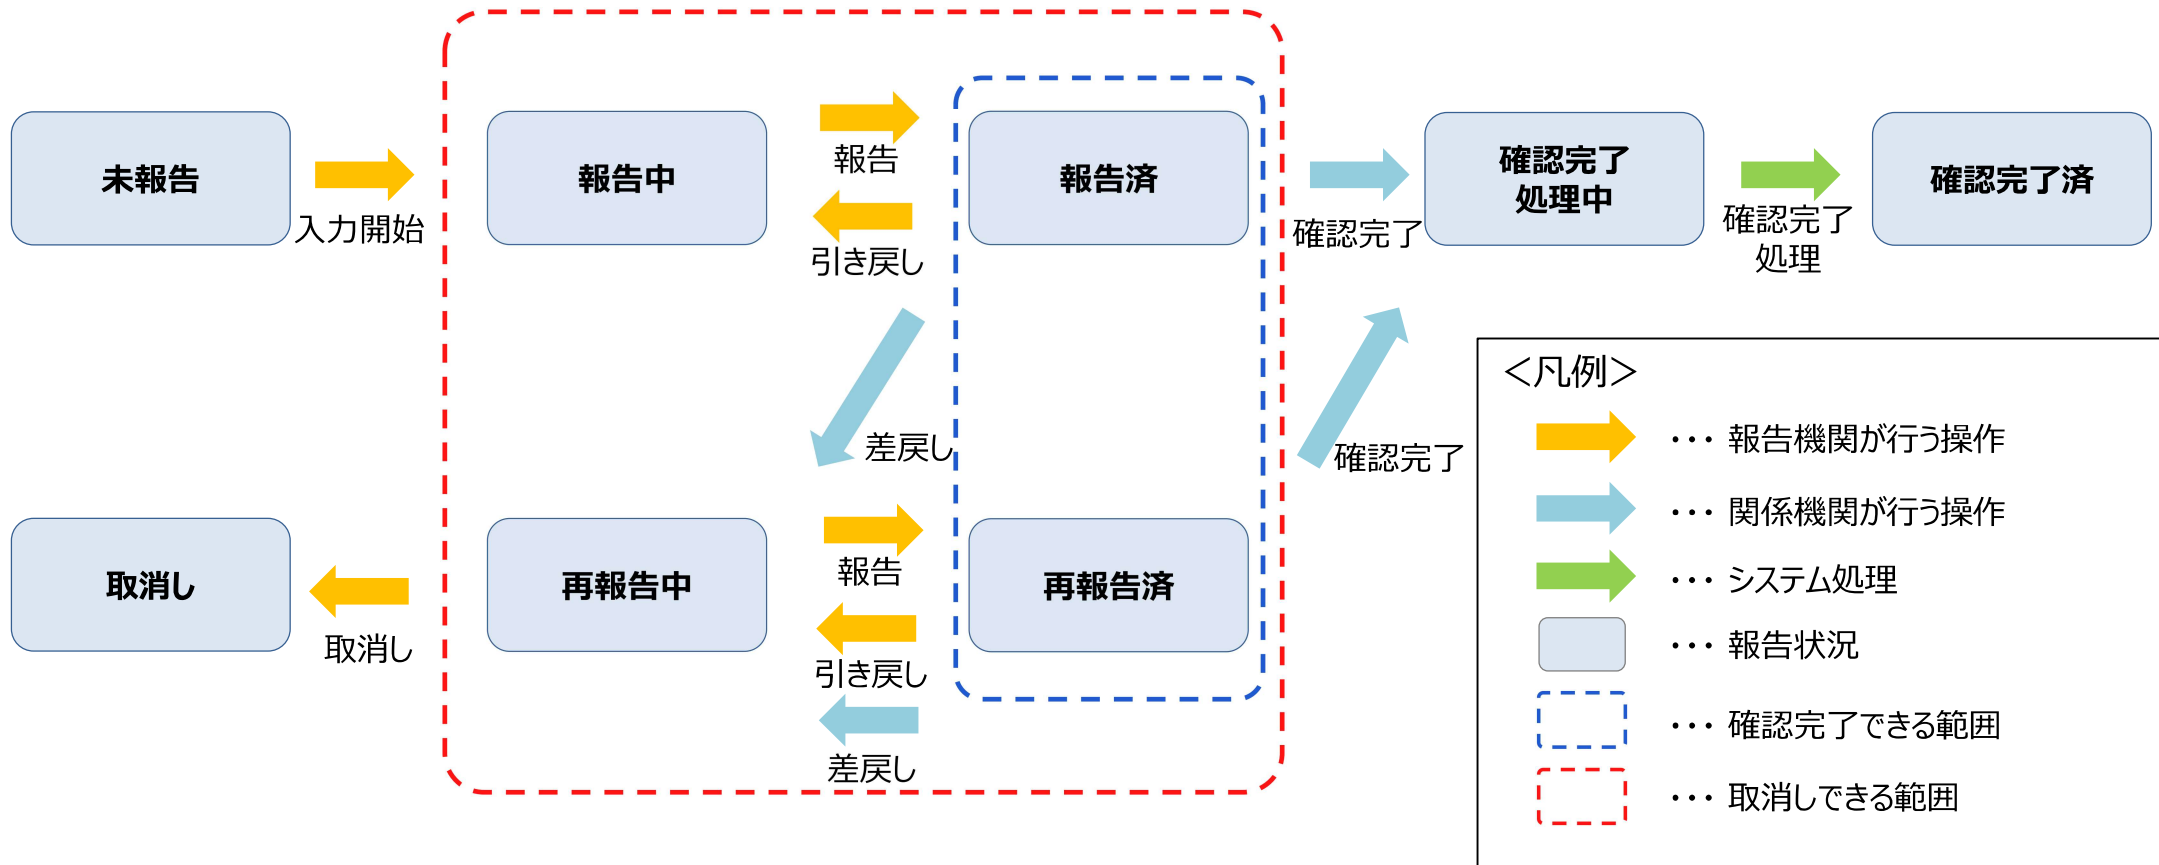 未報告
入力開始
報告中
報告
引き戻し
報告済
確認完了
確認完了
処理中
確認完了
処理
確認完了済
差戻し
確認完了
取消し
取消し
再報告中
報告
引き戻し
差戻し
再報告済
＜凡例＞
･･･ 報告機関が行う操作
･･･ 関係機関が行う操作
･･･ システム処理
･･･ 報告状況
･･･ 確認完了できる範囲
･･･ 取消しできる範囲